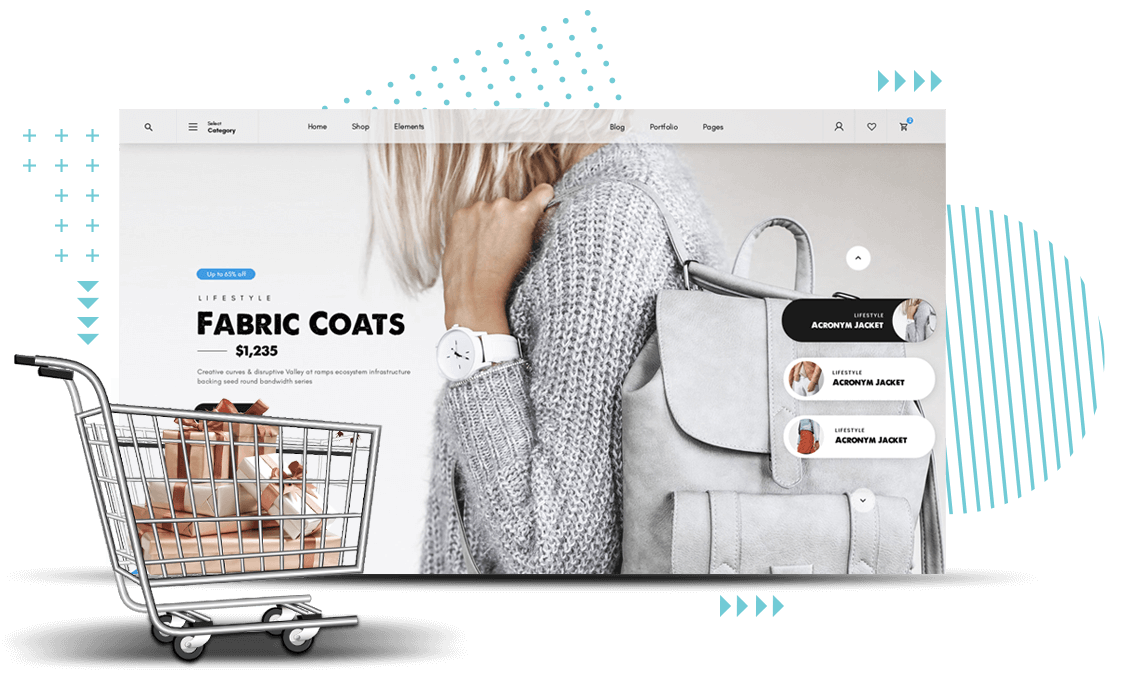 Select
Category
Home
Shop
Elements
Blog
Portfolio
Pages
Up to 65% off
LIFESTYLE
FABRIC COATS
$1,235
Creative curves & disruptive Valley at ramps ecosystem infrastructure
backing seed round bandwidth series
LIFESTYLE
ACRONYM JACKET
LIFESTYLE
ACRONYM JACKET
LIFESTYLE
ACRONYM JACKET